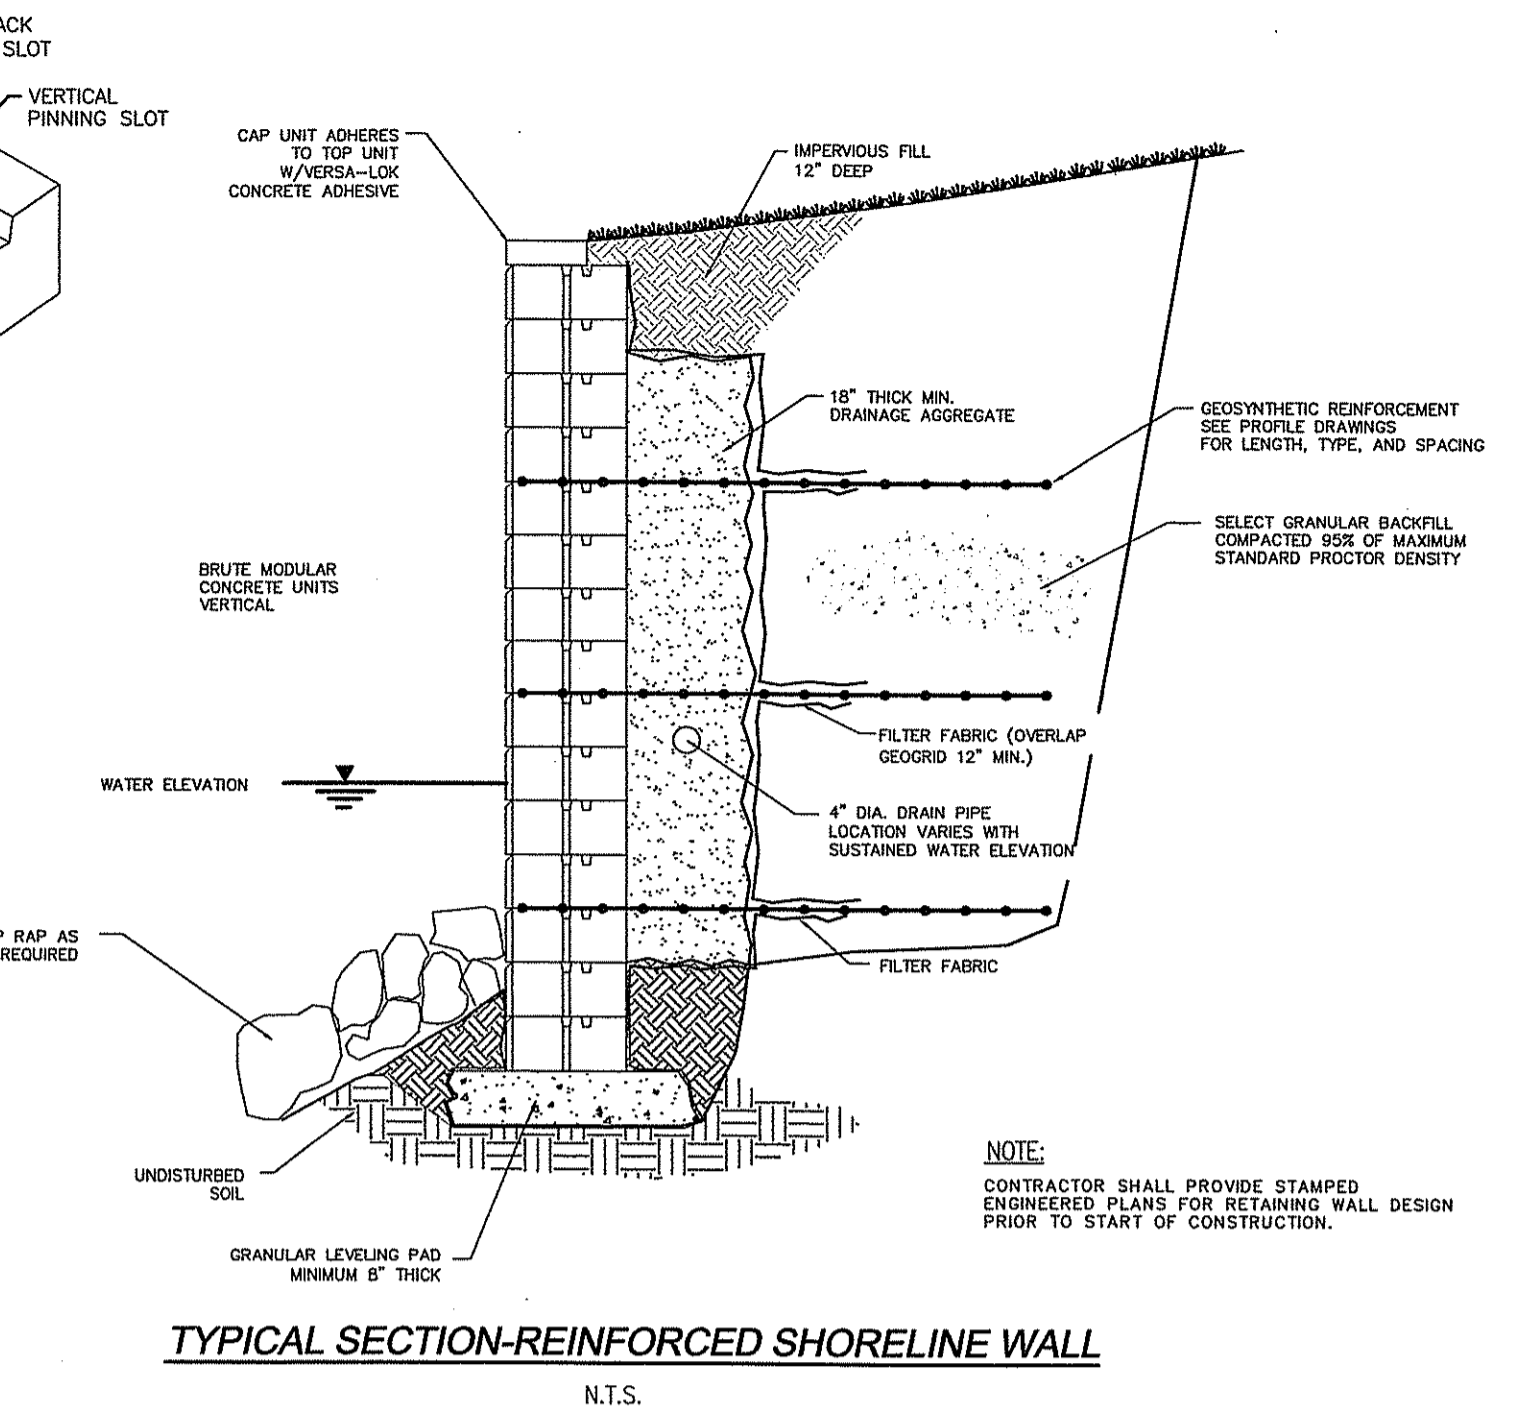 ACK
SLOT
VERTICAL
PINNING SLOT
CAP UNIT ADHERES
TO TOP UNIT
W/VERSA-LOK
CONCRETE ADHESIVE
IMPERVIOUS FILL
12" DEEP
18" THICK MIN.
DRAINAGE AGGREGATE
GEOSYNTHETIC REINFORCEMENT
SEE PROFILE DRAWINGS
FOR LENGTH, TYPE, AND SPACING
SELECT GRANULAR BACKFILL
COMPACTED 95% OF MAXIMUM
STANDARD PROCTOR DENSITY
BRUTE MODULAR
CONCRETE UNITS
VERTICAL
FILTER FABRIC (OVERLAP
GEOGRID 12" MIN.)
WATER ELEVATION
4" DIA. DRAIN PIPE
LOCATION VARIES WITH
SUSTAINED WATER ELEVATION
P RAP AS
REQUIRED
FILTER FABRIC
UNDISTURBED
SOIL
GRANULAR LEVELING PAD
MINIMUM 8" THICK
NOTE:
CONTRACTOR SHALL PROVIDE STAMPED
ENGINEERED PLANS FOR RETAINING WALL DESIGN
PRIOR TO START OF CONSTRUCTION.
TYPICAL SECTION-REINFORCED SHORELINE WALL
N.T.S.